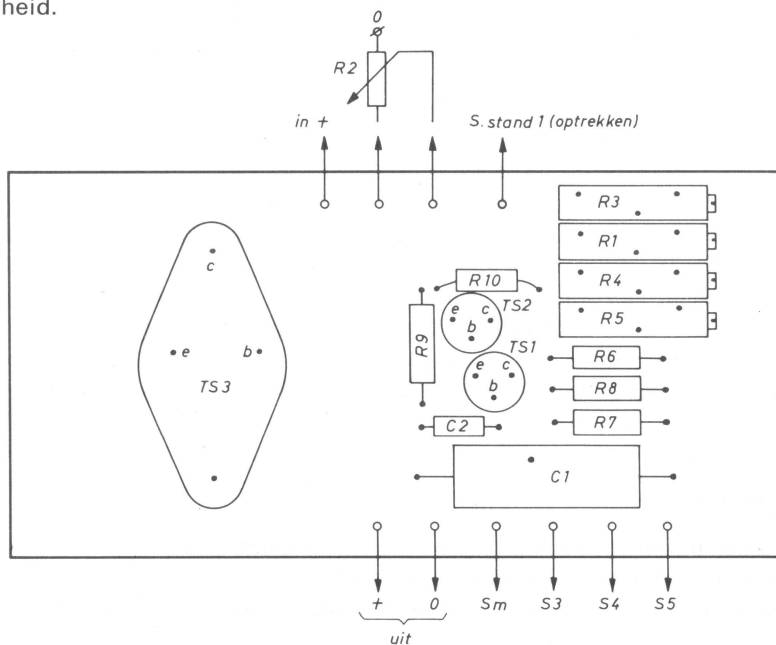 heid.
0
R2
in +
S. stand 1 (optrekken)
R3
R1
R4
R5
R10
c
e c TS2
b
R9
TS1
e c
b
e b
TS3
R6
R8
R7
C2
C1
+ 0 Sm S3 S4 S5
uit